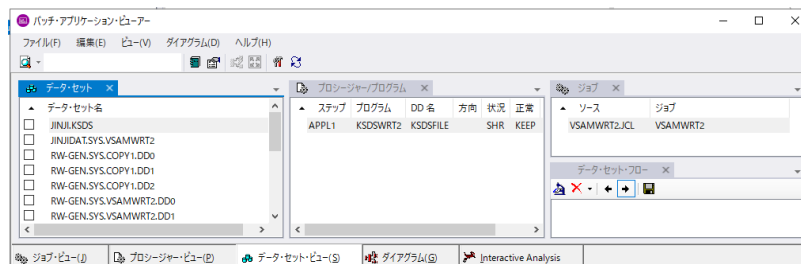 バッチ・アプリケーション・ビューアー
ファイル(F) 編集(E) ビュー(V) ダイアグラム(D) ヘルプ(H)
データ・セット
データ・セット名
JINJI.KSDS
JINJIDAT.SYS.VSAMWRT2
RW-GEN.SYS.COPY1.DD0
RW-GEN.SYS.COPY1.DD1
RW-GEN.SYS.COPY1.DD2
RW-GEN.SYS.VSAMWRT2.DD0
RW-GEN.SYS.VSAMWRT2.DD1
プロシージャー/プログラム
ステップ プログラム DD 名 方向 状況 正常
APPL1 KSDSWRT2 KSDSFILE SHR KEEP
ジョブ
ソース ジョブ
VSAMWRT2.JCL VSAMWRT2
データ・セット・フロー
ジョブ・ビュー(J) プロシージャー・ビュー(P) データ・セット・ビュー(S) ダイアグラム(G) Interactive Analysis